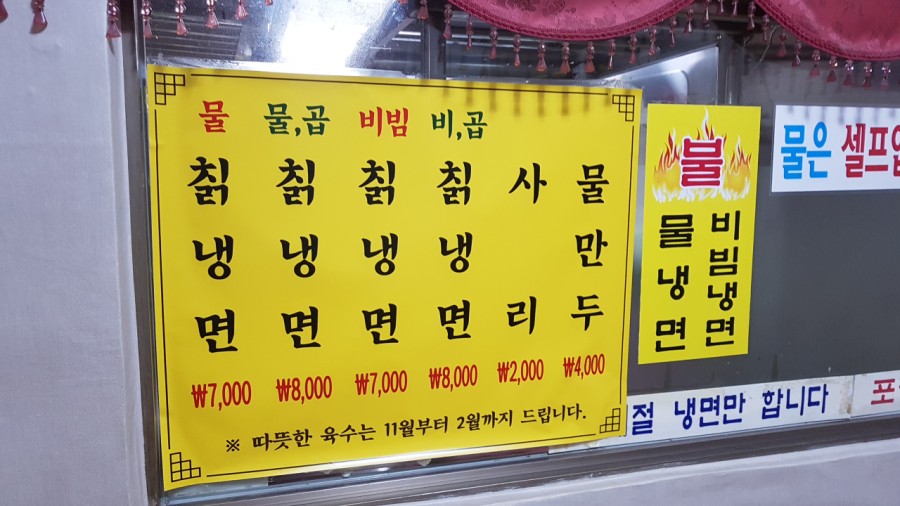 물
칡냉면
₩7,000
물,곱
칡냉면
₩8,000
비빔
칡냉면
₩7,000
비,곱
칡냉면
₩8,000
사리
₩2,000
물만두
₩4,000
※ 따뜻한 육수는 11월부터 2월까지 드립니다.
불
물냉면
비빔냉면
물은 셀프
절 냉면만 합니다
포